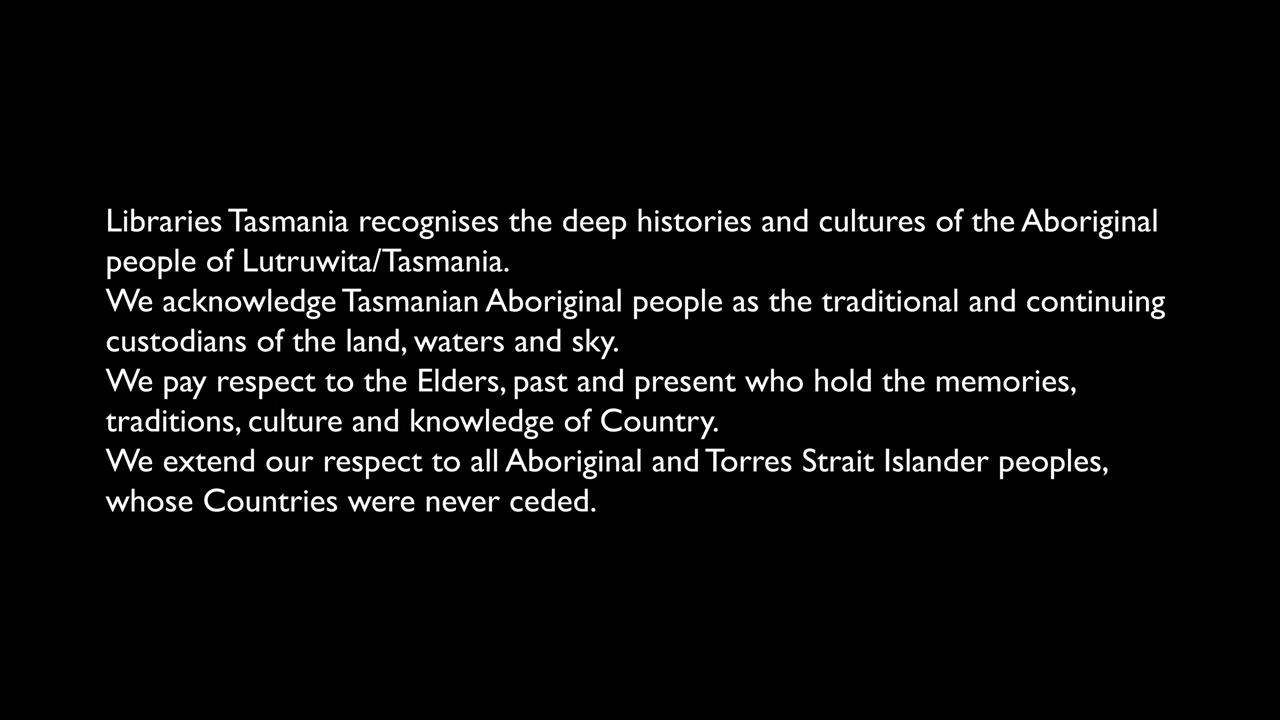 Libraries Tasmania recognises the deep histories and cultures of the Aboriginal
people of Lutruwita/Tasmania.
We acknowledge Tasmanian Aboriginal people as the traditional and continuing
custodians of the land, waters and sky.
We pay respect to the Elders, past and present who hold the memories,
traditions, culture and knowledge of Country.
We extend our respect to all Aboriginal and Torres Strait Islander peoples,
whose Countries were never ceded.